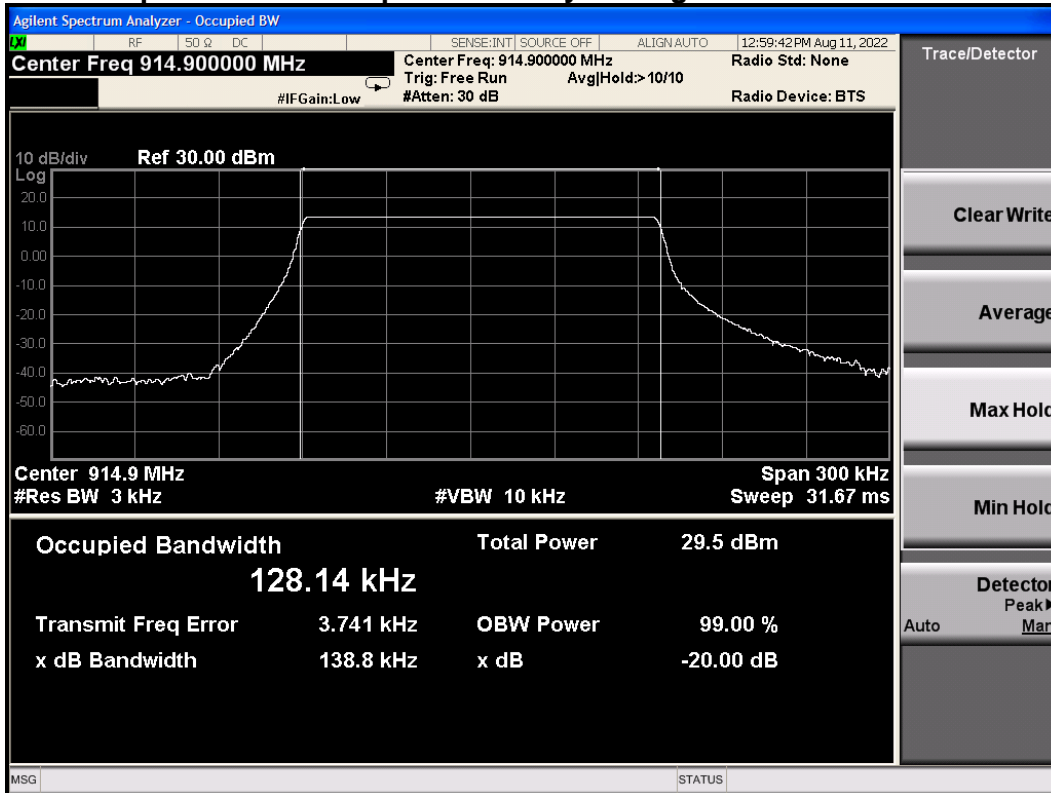 Agilent Spectrum Analyzer - Occupied BW
LXI RF 50 Ω DC SENSE:INT SOURCE OFF ALIGN AUTO 12:59:42 PM Aug 11, 2022
Center Freq 914.900000 MHz
Center Freq: 914.900000 MHz
Radio Std: None
Trig: Free Run Avg|Hold:>10/10
#IFGain:Low
#Atten: 30 dB
Radio Device: BTS
10 dB/div Ref 30.00 dBm
Log
20.0
10.0
0.00
-10.0
-20.0
-30.0
-40.0
-50.0
-60.0
Center 914.9 MHz Span 300 kHz
#Res BW 3 kHz #VBW 10 kHz Sweep 31.67 ms
Occupied Bandwidth Total Power 29.5 dBm
128.14 kHz
Transmit Freq Error 3.741 kHz OBW Power 99.00 %
x dB Bandwidth 138.8 kHz x dB -20.00 dB
MSG STATUS
Trace/Detector
Clear Write
Average
Max Hold
Min Hold
Detector
Peak▶
Auto Man